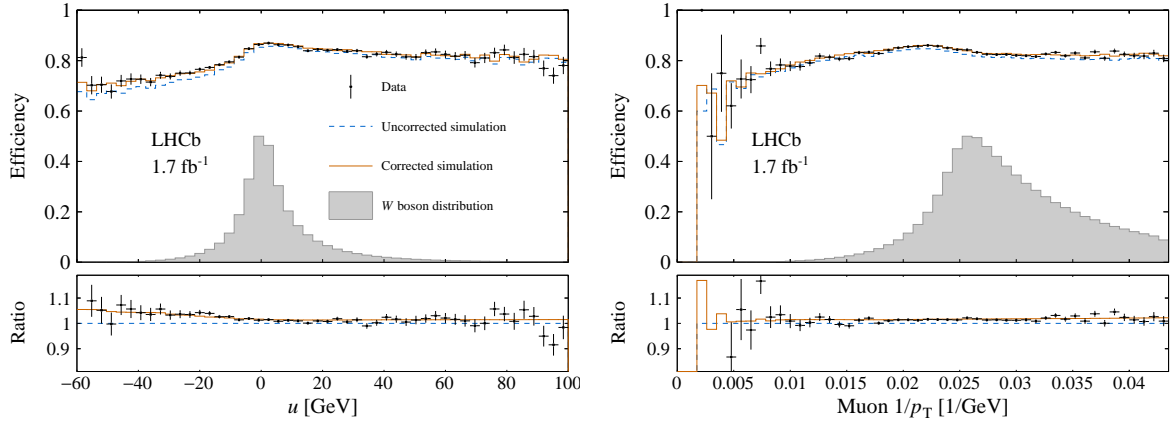 Efficiency
1
0.8
0.6
0.4
0.2
0
LHCb
1.7 fb⁻¹
Data
Uncorrected simulation
Corrected simulation
W boson distribution
Ratio
1.1
1
0.9
−60 −40 −20 0 20 40 60 80 100
u [GeV]
Efficiency
1
0.8
0.6
0.4
0.2
0
LHCb
1.7 fb⁻¹
Ratio
1.1
1
0.9
0 0.005 0.01 0.015 0.02 0.025 0.03 0.035 0.04
Muon 1/p_T [1/GeV]